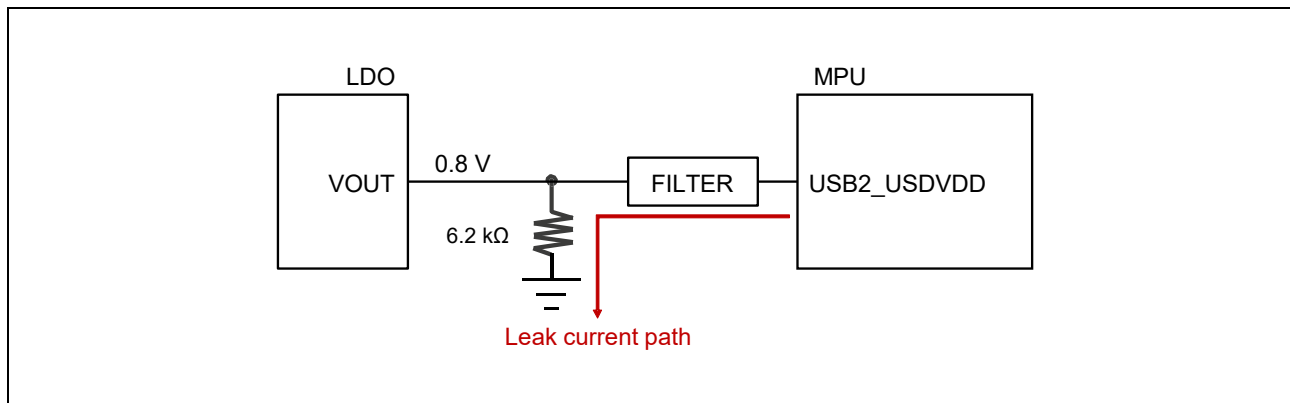 LDO
MPU
VOUT
0.8 V
FILTER
USB2_USDVDD
6.2 kΩ
Leak current path